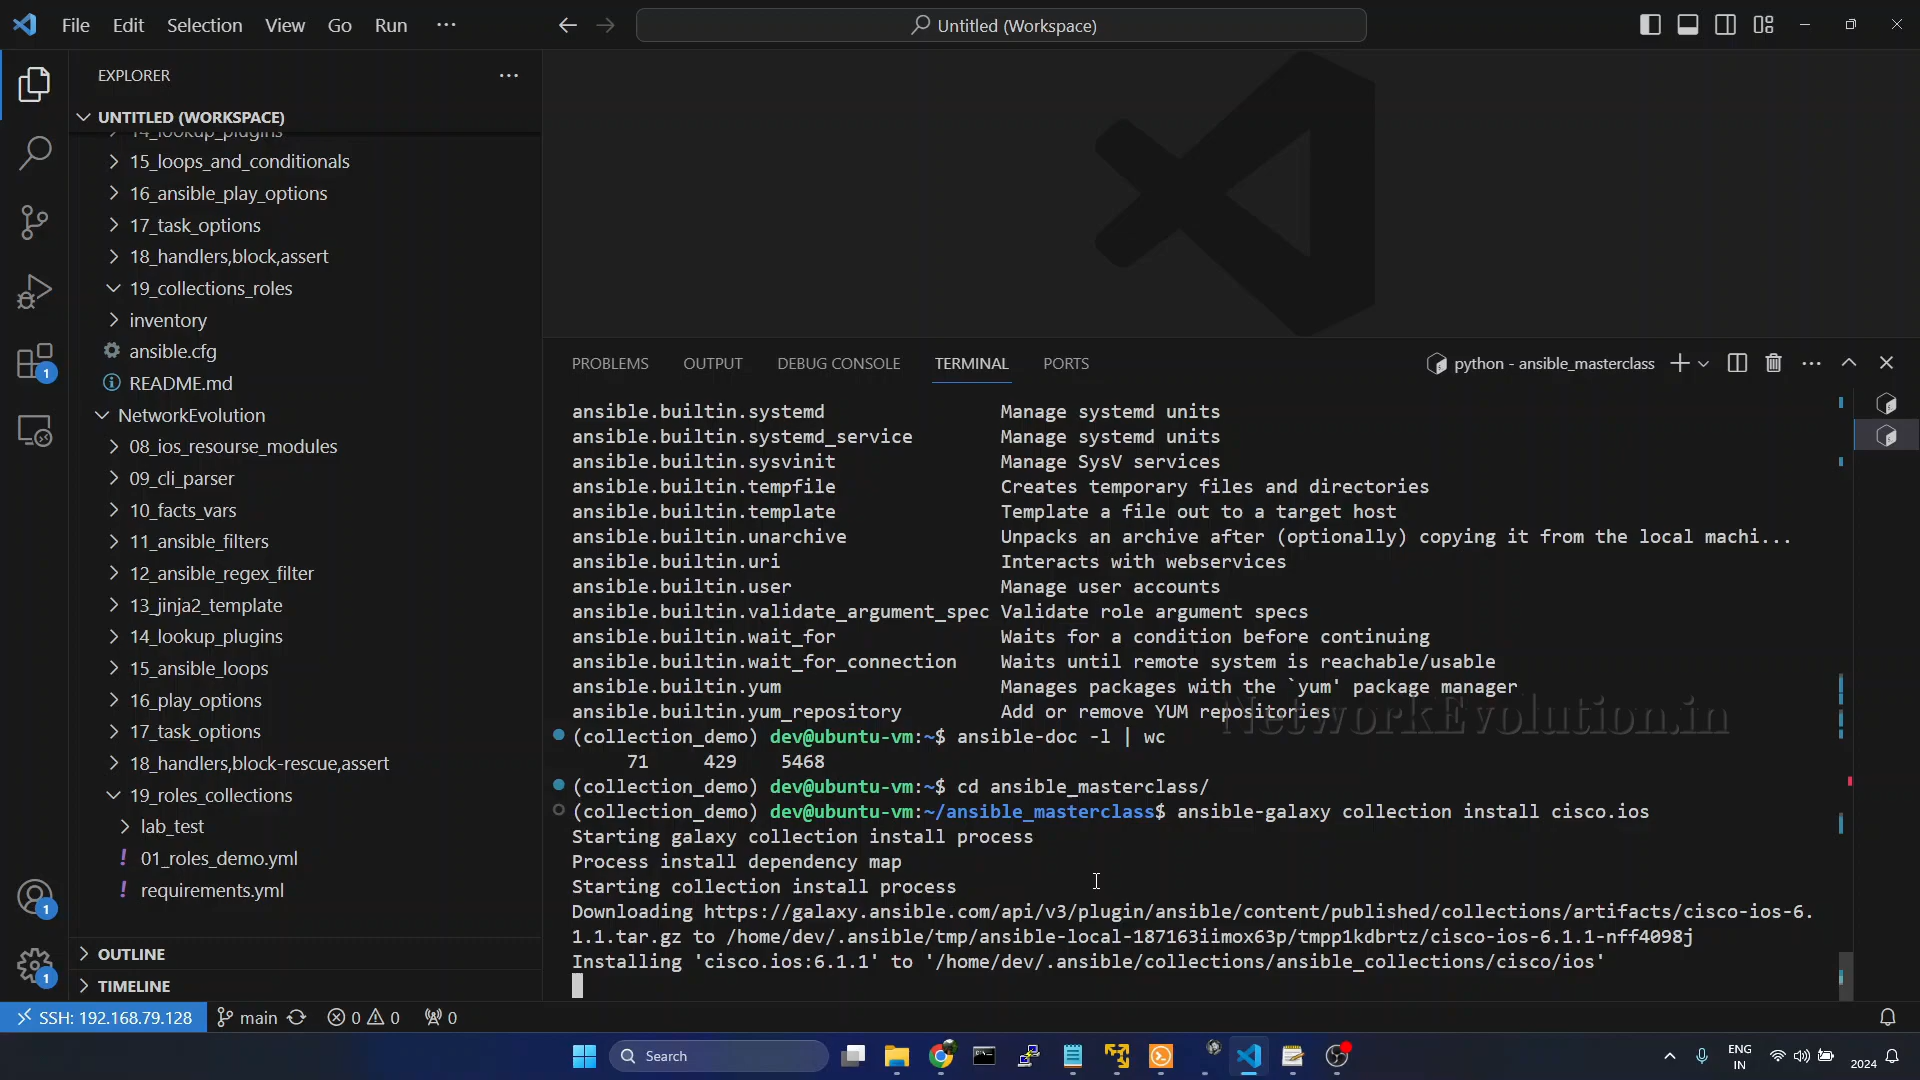 File Edit Selection View Go Run ···
Untitled (Workspace)
EXPLORER
UNTITLED (WORKSPACE)
14_lookup_plugins
15_loops_and_conditionals
16_ansible_play_options
17_task_options
18_handlers,block,assert
19_collections_roles
inventory
ansible.cfg
README.md
NetworkEvolution
08_ios_resourse_modules
09_cli_parser
10_facts_vars
11_ansible_filters
12_ansible_regex_filter
13_jinja2_template
14_lookup_plugins
15_ansible_loops
16_play_options
17_task_options
18_handlers,block-rescue,assert
19_roles_collections
lab_test
! 01_roles_demo.yml
! requirements.yml
OUTLINE
TIMELINE
1
1
1
PROBLEMS OUTPUT DEBUG CONSOLE TERMINAL PORTS
python - ansible_masterclass
ansible.builtin.systemd Manage systemd units
ansible.builtin.systemd_service Manage systemd units
ansible.builtin.sysvinit Manage SysV services
ansible.builtin.tempfile Creates temporary files and directories
ansible.builtin.template Template a file out to a target host
ansible.builtin.unarchive Unpacks an archive after (optionally) copying it from the local machi...
ansible.builtin.uri Interacts with webservices
ansible.builtin.user Manage user accounts
ansible.builtin.validate_argument_spec Validate role argument specs
ansible.builtin.wait_for Waits for a condition before continuing
ansible.builtin.wait_for_connection Waits until remote system is reachable/usable
ansible.builtin.yum Manages packages with the `yum' package manager
ansible.builtin.yum_repository Add or remove YUM repositories
NetworkEvolution.in
(collection_demo) dev@ubuntu-vm:~$ ansible-doc -l | wc
71 429 5468
(collection_demo) dev@ubuntu-vm:~$ cd ansible_masterclass/
(collection_demo) dev@ubuntu-vm:~/ansible_masterclass$ ansible-galaxy collection install cisco.ios
Starting galaxy collection install process
Process install dependency map
Starting collection install process
Downloading https://galaxy.ansible.com/api/v3/plugin/ansible/content/published/collections/artifacts/cisco-ios-6.
1.1.tar.gz to /home/dev/.ansible/tmp/ansible-local-187163iimox63p/tmpp1kdbrtz/cisco-ios-6.1.1-nff4098j
Installing 'cisco.ios:6.1.1' to '/home/dev/.ansible/collections/ansible_collections/cisco/ios'
SSH: 192.168.79.128 main 0 0 0
Search
ENG
IN
2024